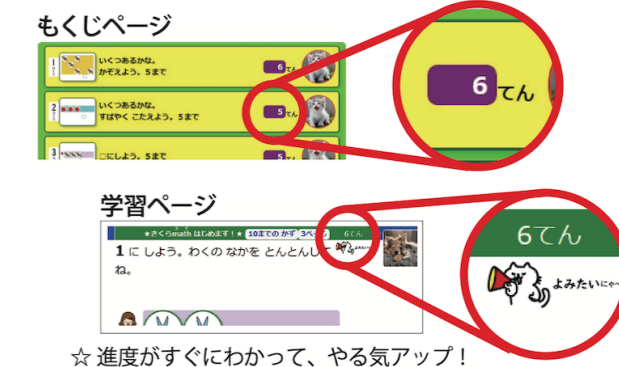 もくじページ
1
いくつあるかな。
かぞえよう。5まで
6てん
2
いくつあるかな。
すばやく こたえよう。5まで
5てん
3
□にしよう。5まで
5てん
6てん
学習ページ
★さくらmath はじめます！★ 10までの かず 3ペ
6てん
1 に しよう。わくの なかを とんとんして
ね。
6てん
よみたいにゃ～
☆ 進度がすぐにわかって、やる気アップ！